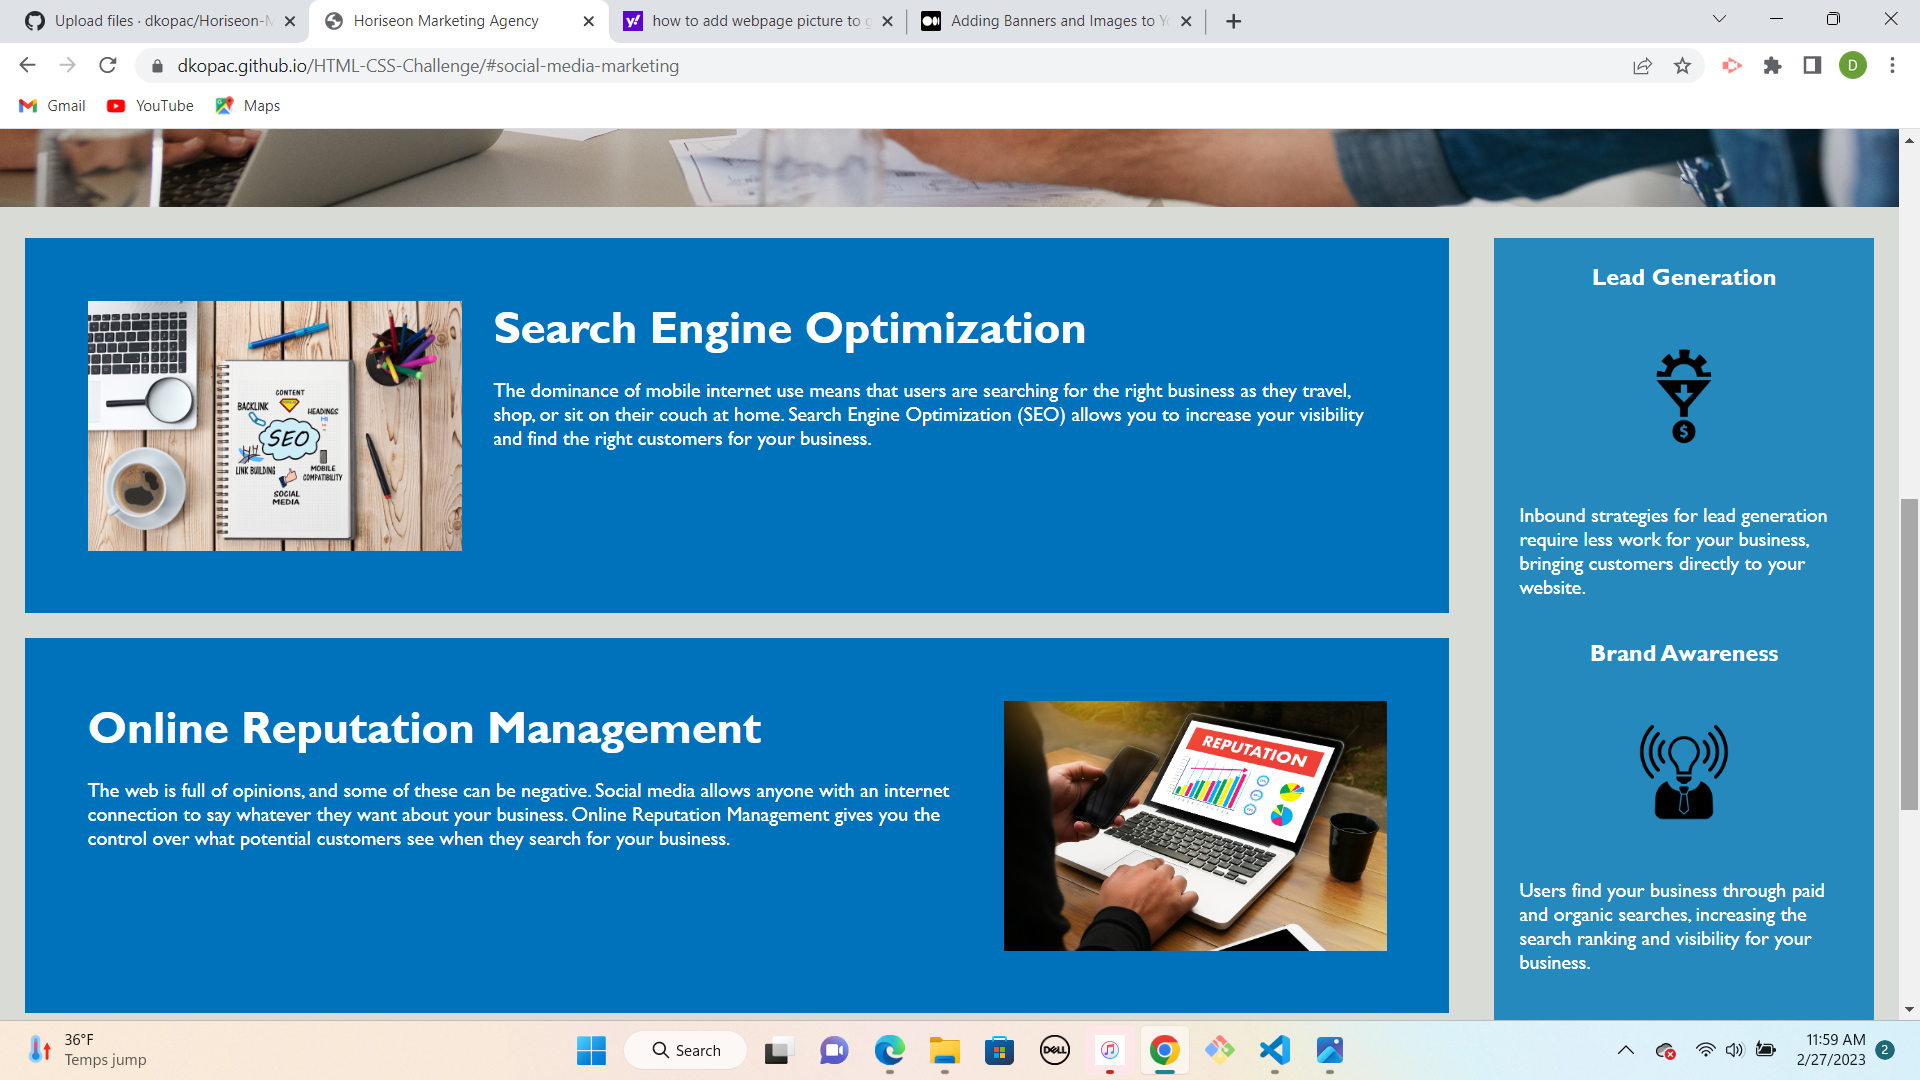 Upload files · dkopac/Horiseon-M
Horiseon Marketing Agency
how to add webpage picture to g
Adding Banners and Images to Yo
dkopac.github.io/HTML-CSS-Challenge/#social-media-marketing
D
Gmail
YouTube
Maps
Search Engine Optimization
The dominance of mobile internet use means that users are searching for the right business as they travel,
shop, or sit on their couch at home. Search Engine Optimization (SEO) allows you to increase your visibility
and find the right customers for your business.
CONTENT
BACKLINK
HEADINGS
SEO
LINK BUILDING
MOBILE
COMPATIBILITY
SOCIAL
MEDIA
Online Reputation Management
The web is full of opinions, and some of these can be negative. Social media allows anyone with an internet
connection to say whatever they want about your business. Online Reputation Management gives you the
control over what potential customers see when they search for your business.
REPUTATION
Lead Generation
$
Inbound strategies for lead generation
require less work for your business,
bringing customers directly to your
website.
Brand Awareness
Users find your business through paid
and organic searches, increasing the
search ranking and visibility for your
business.
36°F
Temps jump
Search
DELL
11:59 AM
2/27/2023
2